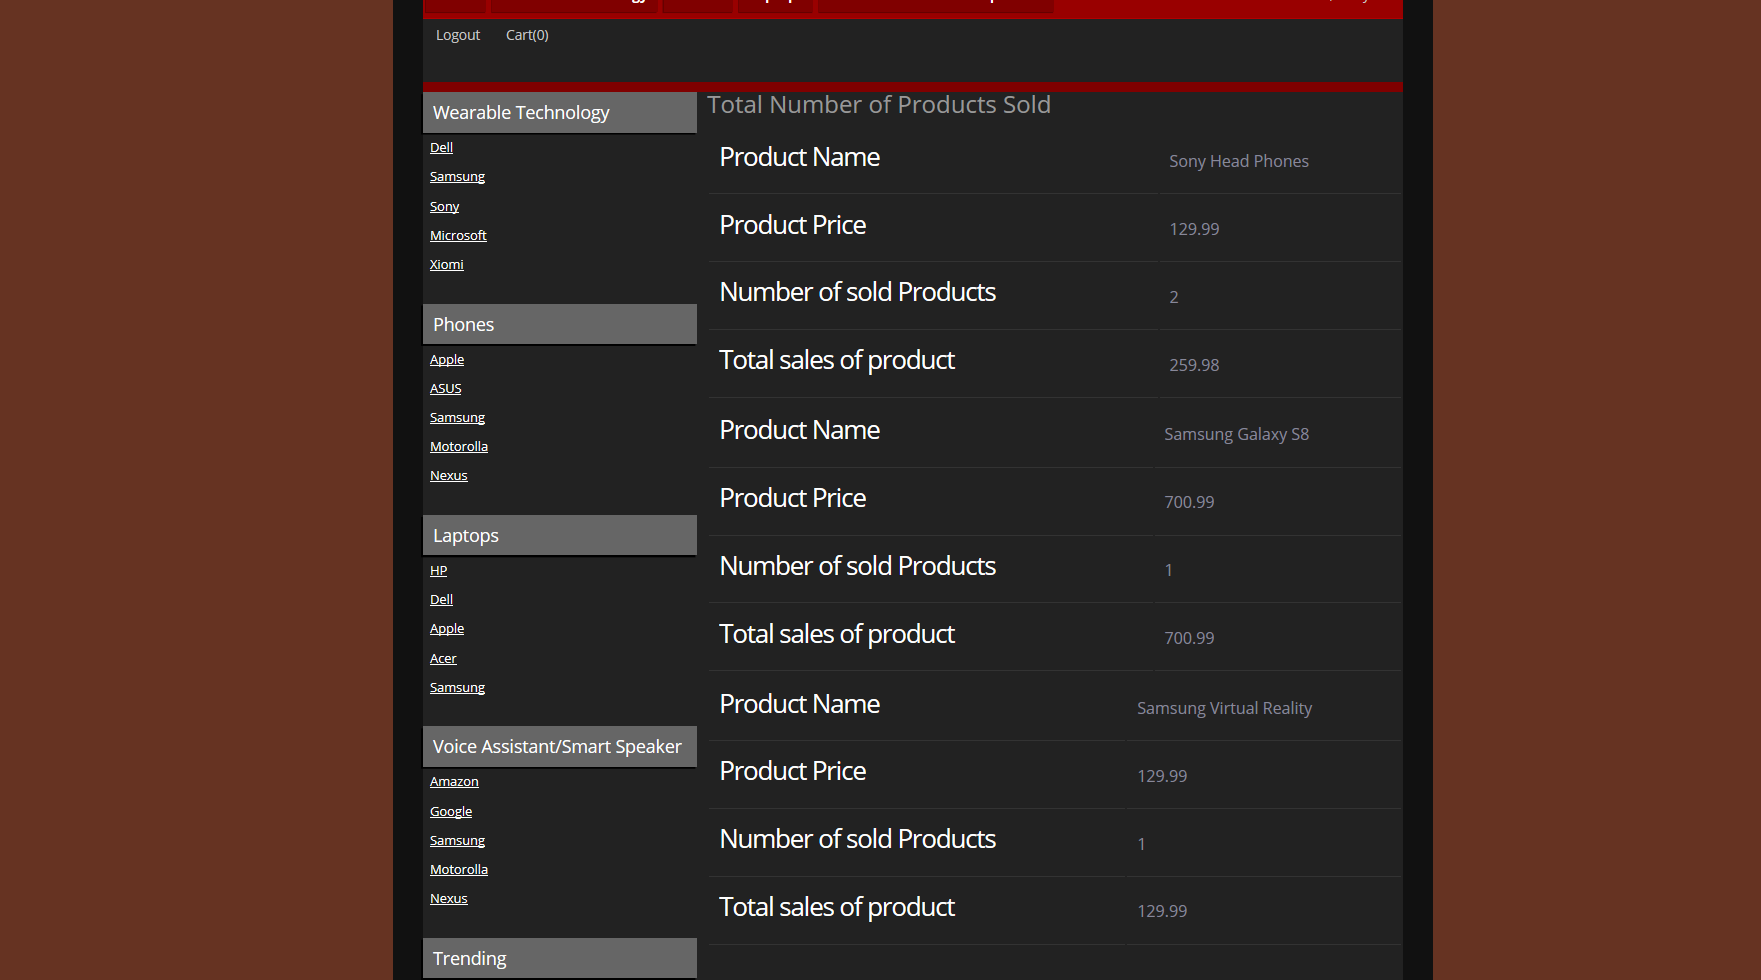 Logout Cart(0)
Wearable Technology
Dell
Samsung
Sony
Microsoft
Xiomi
Phones
Apple
ASUS
Samsung
Motorolla
Nexus
Laptops
HP
Dell
Apple
Acer
Samsung
Voice Assistant/Smart Speaker
Amazon
Google
Samsung
Motorolla
Nexus
Trending
Total Number of Products Sold
Product Name Sony Head Phones
Product Price 129.99
Number of sold Products 2
Total sales of product 259.98
Product Name Samsung Galaxy S8
Product Price 700.99
Number of sold Products 1
Total sales of product 700.99
Product Name Samsung Virtual Reality
Product Price 129.99
Number of sold Products 1
Total sales of product 129.99